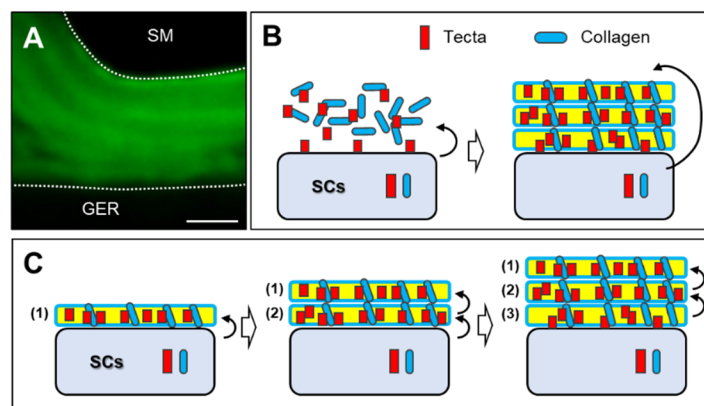 A
SM
GER
B
Tecta
Collagen
SCs
C
(1)
SCs
(1)
(2)
(1)
(2)
(3)